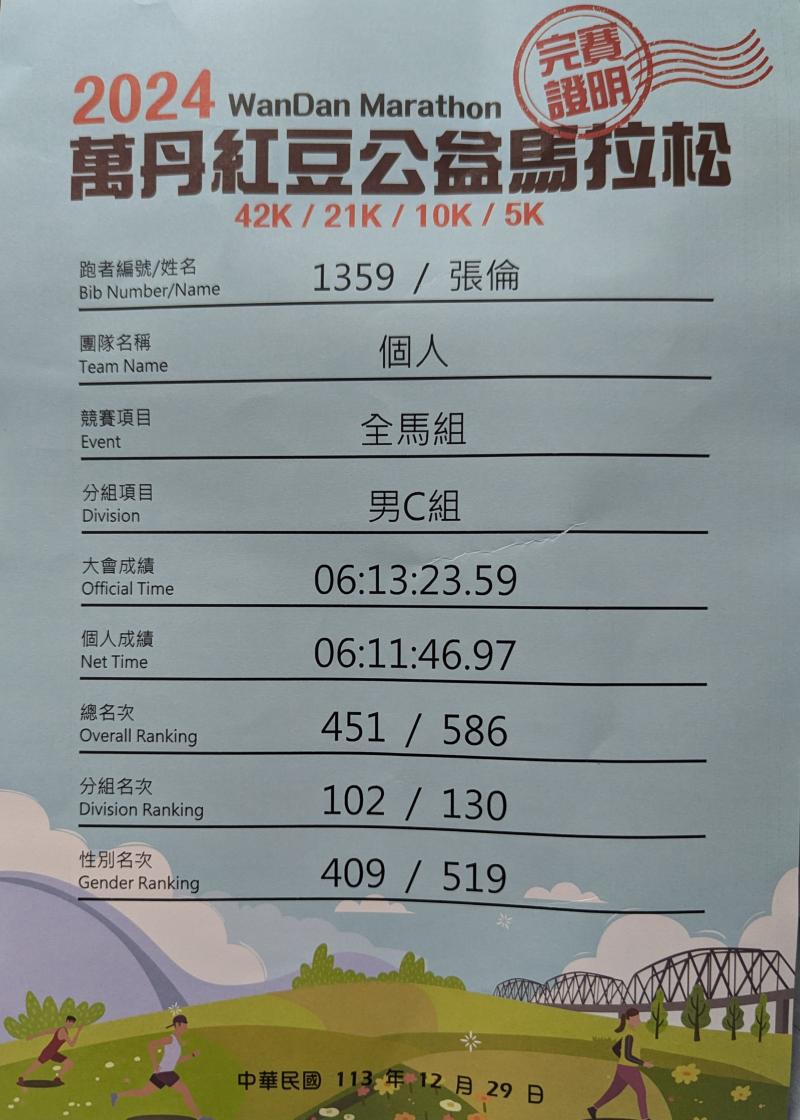 完賽
證明
2024 WanDan Marathon
萬丹紅豆公益馬拉松
42K / 21K / 10K / 5K
跑者編號/姓名
Bib Number/Name
1359 / 張倫
團隊名稱
Team Name
個人
競賽項目
Event
全馬組
分組項目
Division
男C組
大會成績
Official Time
06:13:23.59
個人成績
Net Time
06:11:46.97
總名次
Overall Ranking
451 / 586
分組名次
Division Ranking
102 / 130
性別名次
Gender Ranking
409 / 519
中華民國 113 年 12 月 29 日